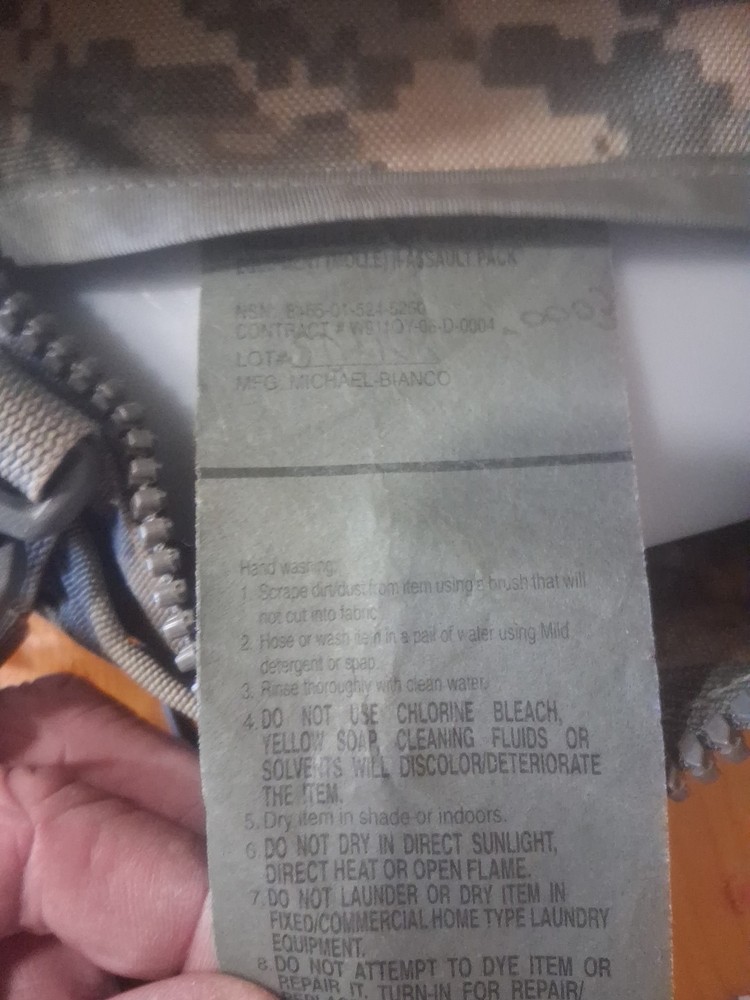 (MOLLE) ASSAULT PACK
NSN: 8465-01-524-5250
CONTRACT # W911QY-06-D-0004 -0003
LOT#
MFG. MICHAEL-BIANCO
Hand washing:
1. Scrape dirt/dust from item using a brush that will
not cut into fabric
2. Hose or wash item in a pail of water using Mild
detergent or soap.
3. Rinse thoroughly with clean water.
4. DO NOT USE CHLORINE BLEACH,
YELLOW SOAP, CLEANING FLUIDS OR
SOLVENTS WILL DISCOLOR/DETERIORATE
THE ITEM.
5. Dry item in shade or indoors.
6. DO NOT DRY IN DIRECT SUNLIGHT,
DIRECT HEAT OR OPEN FLAME.
7. DO NOT LAUNDER OR DRY ITEM IN
FIXED/COMMERCIAL HOME TYPE LAUNDRY
EQUIPMENT.
8. DO NOT ATTEMPT TO DYE ITEM OR
REPAIR IT. TURN-IN FOR REPAIR/